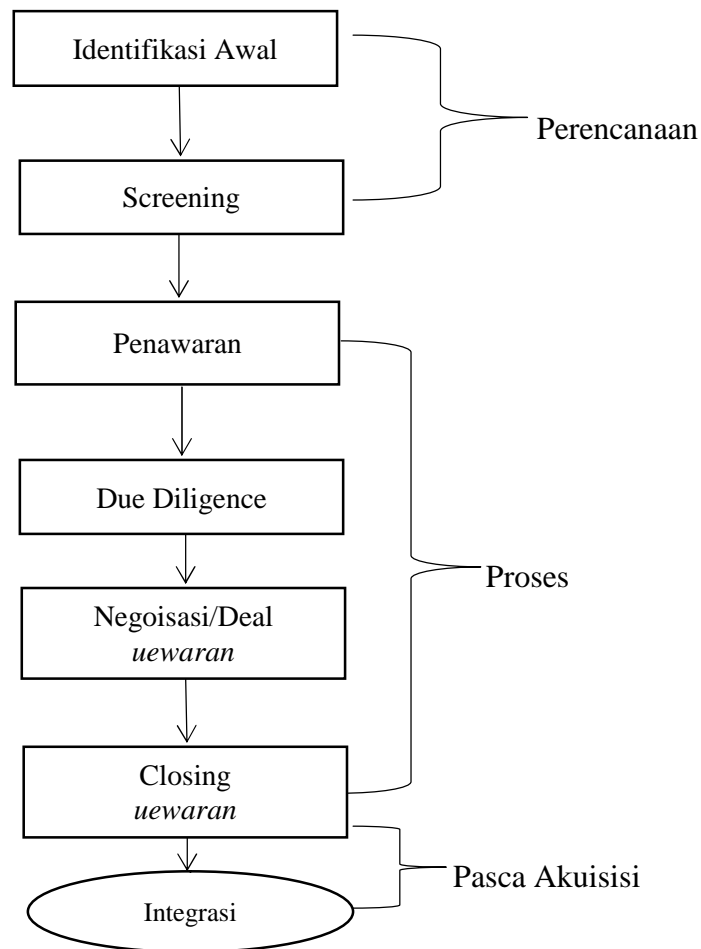 Identifikasi Awal
Perencanaan
Screening
Penawaran
Due Diligence
Proses
Negoisasi/Deal
uewaran
Closing
uewaran
Pasca Akuisisi
Integrasi